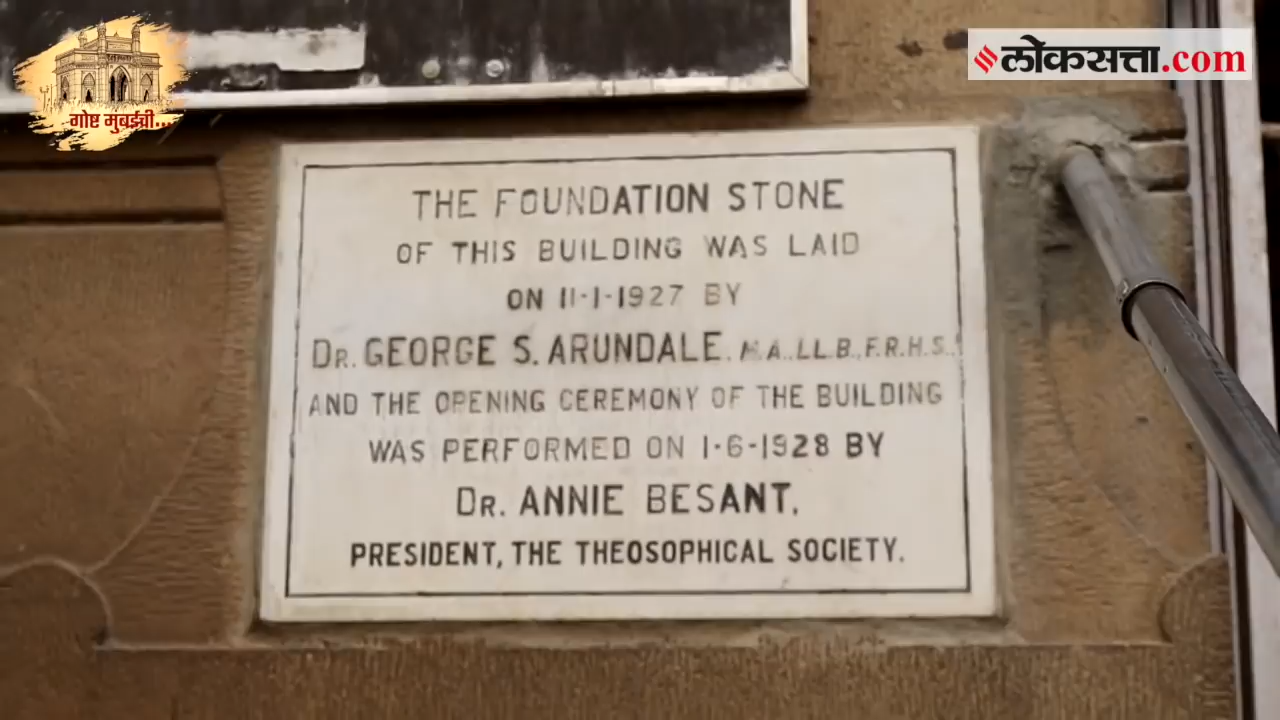 गोष्ट मुंबईची...
लोकसत्ता.com
THE FOUNDATION STONE
OF THIS BUILDING WAS LAID
ON 11-1-1927 BY
DR. GEORGE S. ARUNDALE, M.A., LL.B., F.R.H.S.,
AND THE OPENING CEREMONY OF THE BUILDING
WAS PERFORMED ON 1-6-1928 BY
DR. ANNIE BESANT,
PRESIDENT, THE THEOSOPHICAL SOCIETY.